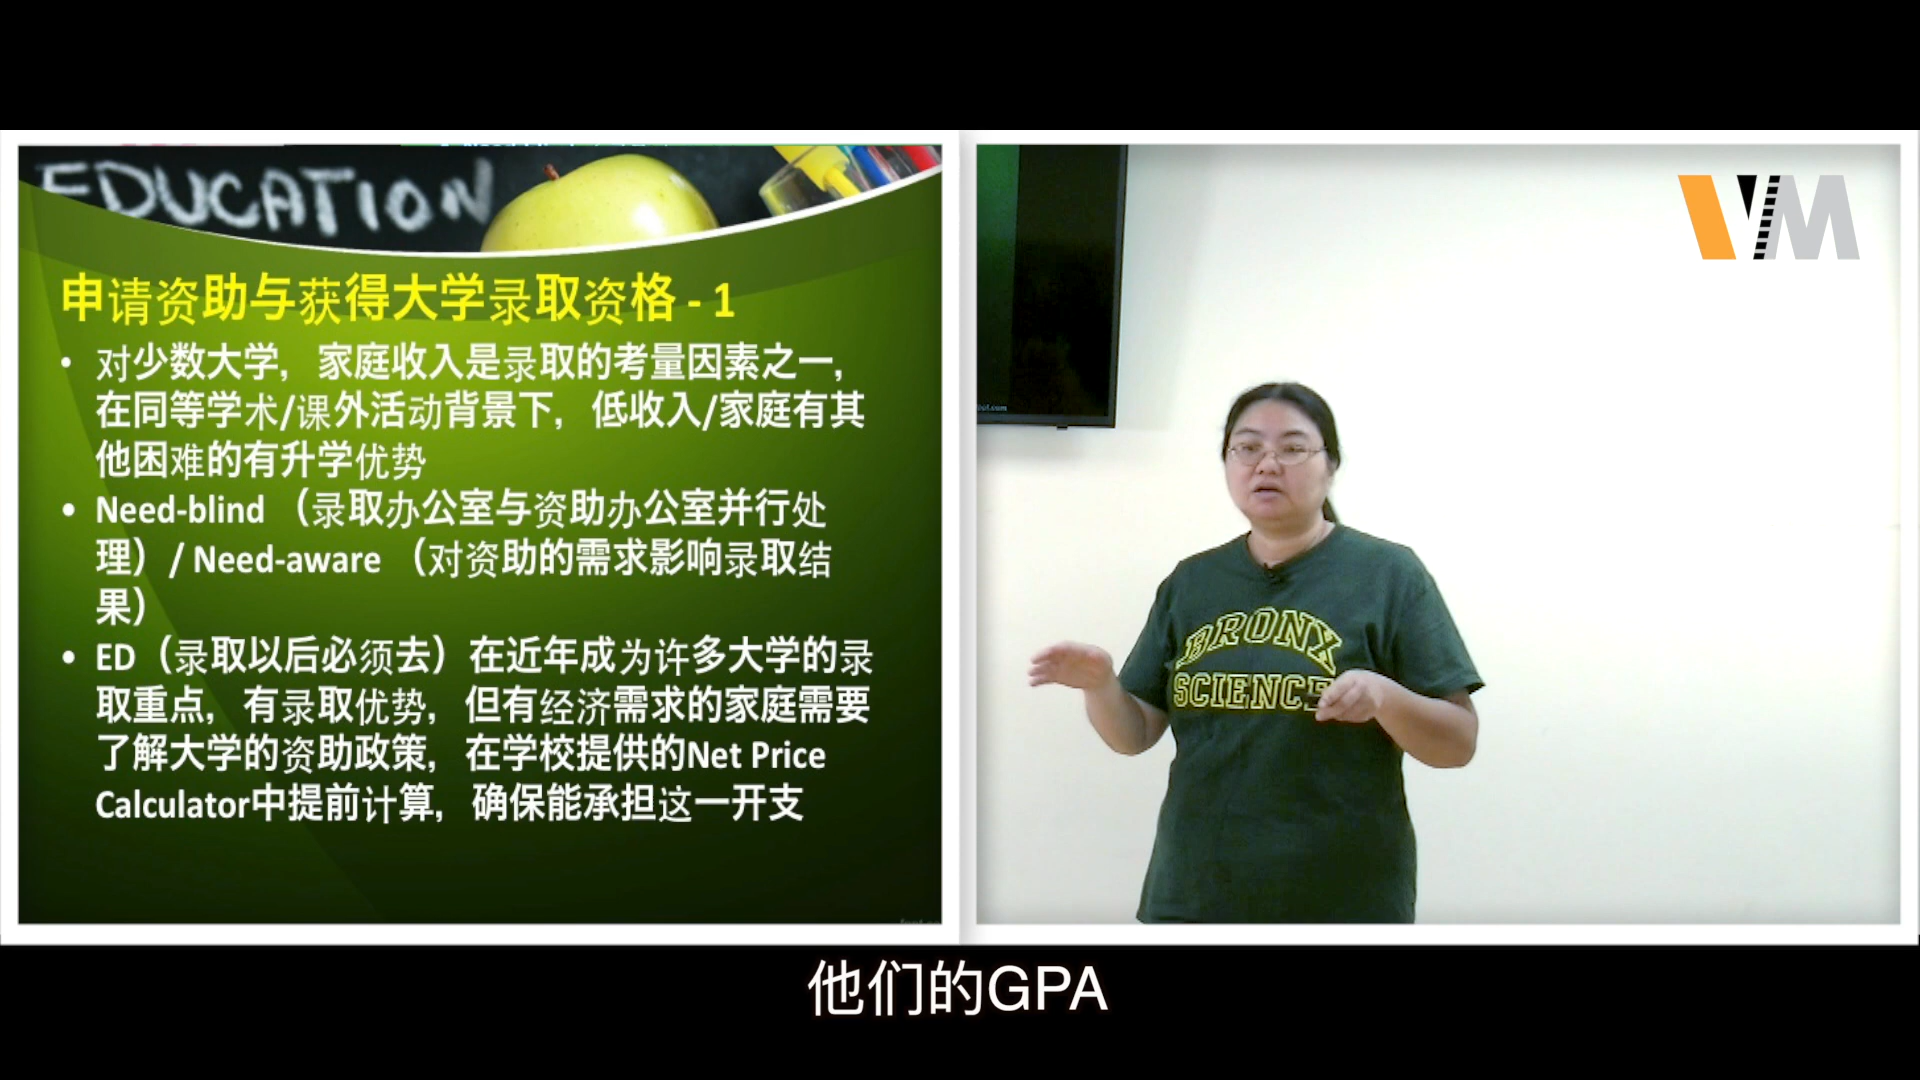 EDUCATION
申请资助与获得大学录取资格 - 1
• 对少数大学，家庭收入是录取的考量因素之一，
在同等学术/课外活动背景下，低收入/家庭有其
他困难的有升学优势
• Need-blind （录取办公室与资助办公室并行处
理）/ Need-aware （对资助的需求影响录取结
果）
• ED（录取以后必须去）在近年成为许多大学的录
取重点，有录取优势，但有经济需求的家庭需要
了解大学的资助政策，在学校提供的Net Price
Calculator中提前计算，确保能承担这一开支
VM
BRONX
SCIENCE
他们的GPA